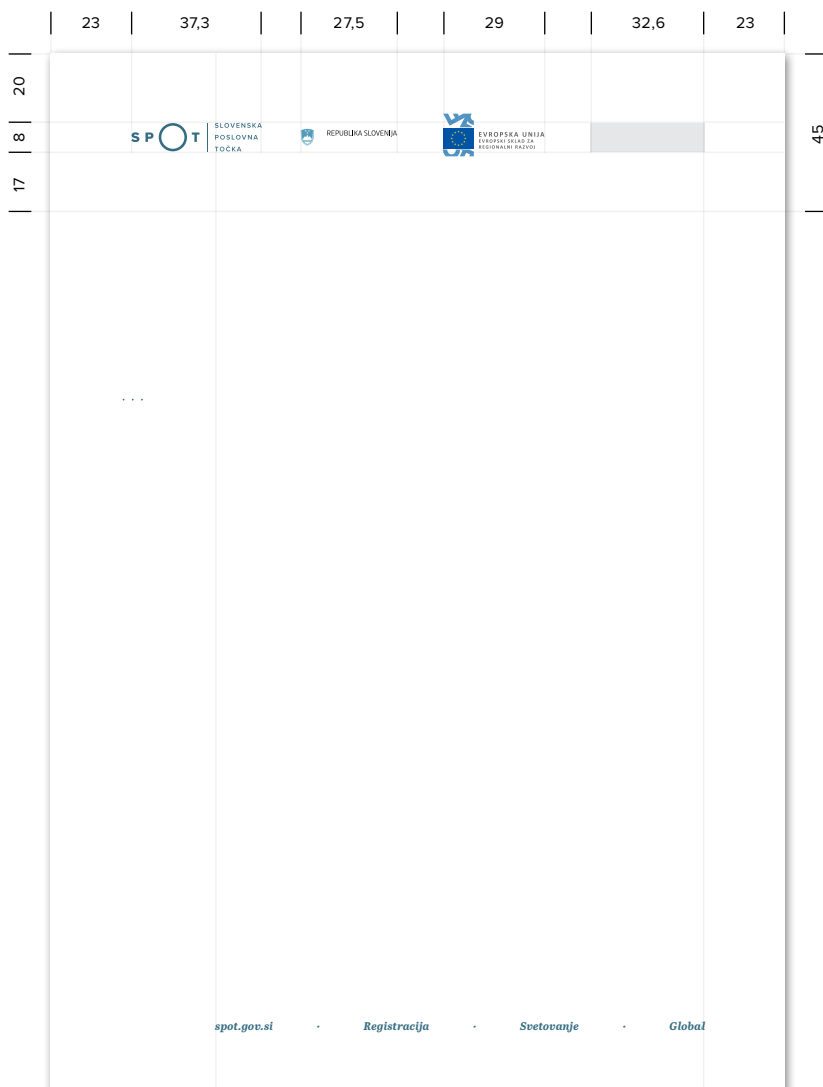 23 37,3 27,5 29 32,6 23
20
8
17
45
SPOT
SLOVENSKA
POSLOVNA
TOČKA
REPUBLIKA SLOVENIJA
EVROPSKA UNIJA
EVROPSKI SKLAD ZA
REGIONALNI RAZVOJ
. . .
spot.gov.si · Registracija · Svetovanje · Global